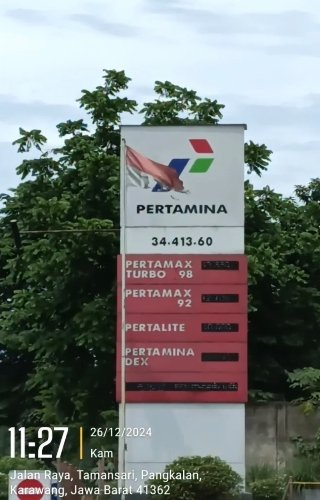 PERTAMINA
34.413.60
PERTAMAX
TURBO 98
PERTAMAX
92
PERTALITE
PERTAMINA
DEX
11:27
26/12/2024
Kam
Jalan Raya, Tamansari, Pangkalan,
Karawang, Jawa Barat 41362